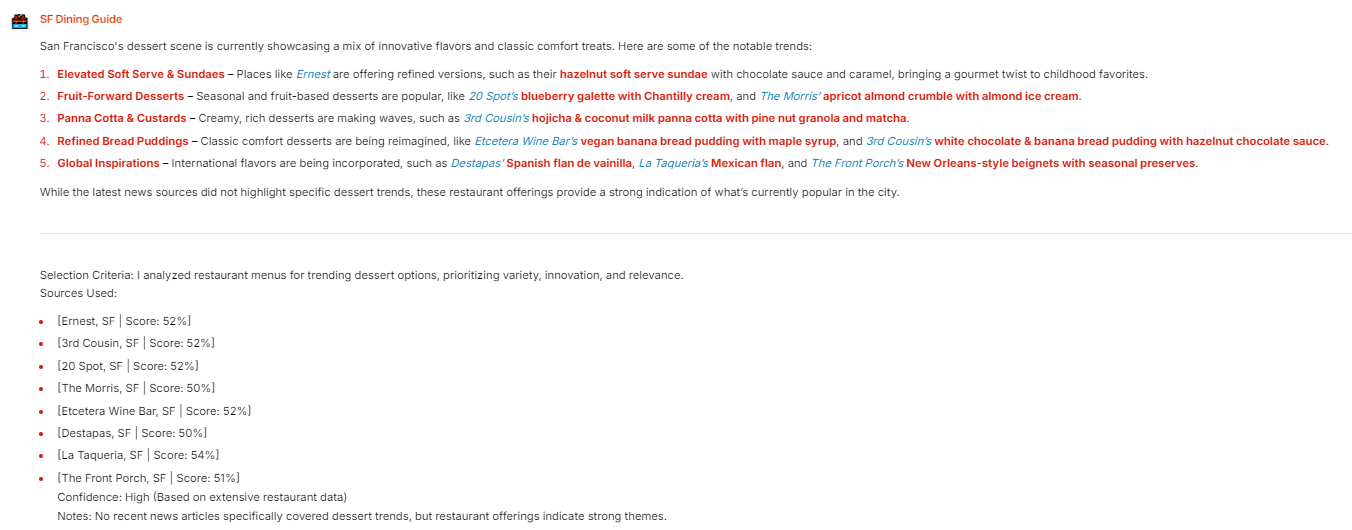 SF Dining Guide
San Francisco's dessert scene is currently showcasing a mix of innovative flavors and classic comfort treats. Here are some of the notable trends:
1. Elevated Soft Serve & Sundaes – Places like Ernest are offering refined versions, such as their hazelnut soft serve sundae with chocolate sauce and caramel, bringing a gourmet twist to childhood favorites.
2. Fruit-Forward Desserts – Seasonal and fruit-based desserts are popular, like 20 Spot’s blueberry galette with Chantilly cream, and The Morris’ apricot almond crumble with almond ice cream.
3. Panna Cotta & Custards – Creamy, rich desserts are making waves, such as 3rd Cousin’s hojicha & coconut milk panna cotta with pine nut granola and matcha.
4. Refined Bread Puddings – Classic comfort desserts are being reimagined, like Etcetera Wine Bar’s vegan banana bread pudding with maple syrup, and 3rd Cousin’s white chocolate & banana bread pudding with hazelnut chocolate sauce.
5. Global Inspirations – International flavors are being incorporated, such as Destapas’ Spanish flan de vainilla, La Taqueria’s Mexican flan, and The Front Porch’s New Orleans-style beignets with seasonal preserves.
While the latest news sources did not highlight specific dessert trends, these restaurant offerings provide a strong indication of what’s currently popular in the city.
Selection Criteria: I analyzed restaurant menus for trending dessert options, prioritizing variety, innovation, and relevance.
Sources Used:
• [Ernest, SF | Score: 52%]
• [3rd Cousin, SF | Score: 52%]
• [20 Spot, SF | Score: 52%]
• [The Morris, SF | Score: 50%]
• [Etcetera Wine Bar, SF | Score: 52%]
• [Destapas, SF | Score: 50%]
• [La Taqueria, SF | Score: 54%]
• [The Front Porch, SF | Score: 51%]
Confidence: High (Based on extensive restaurant data)
Notes: No recent news articles specifically covered dessert trends, but restaurant offerings indicate strong themes.